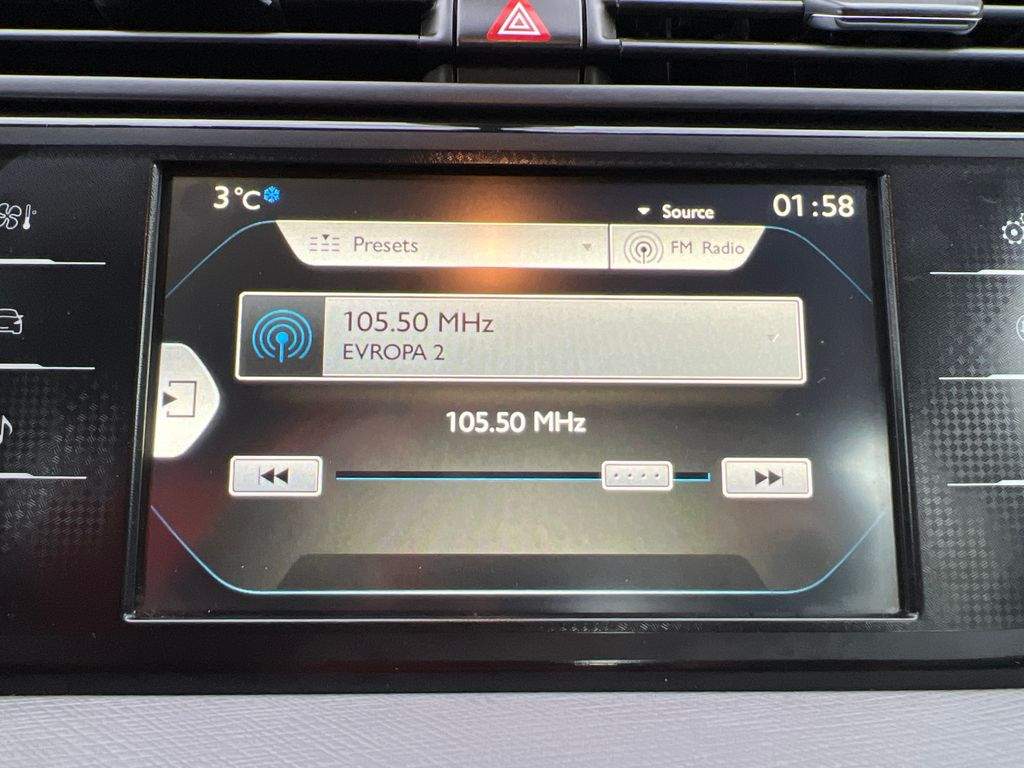 3°C
Source
01:58
Presets
FM Radio
105.50 MHz
EVROPA 2
105.50 MHz